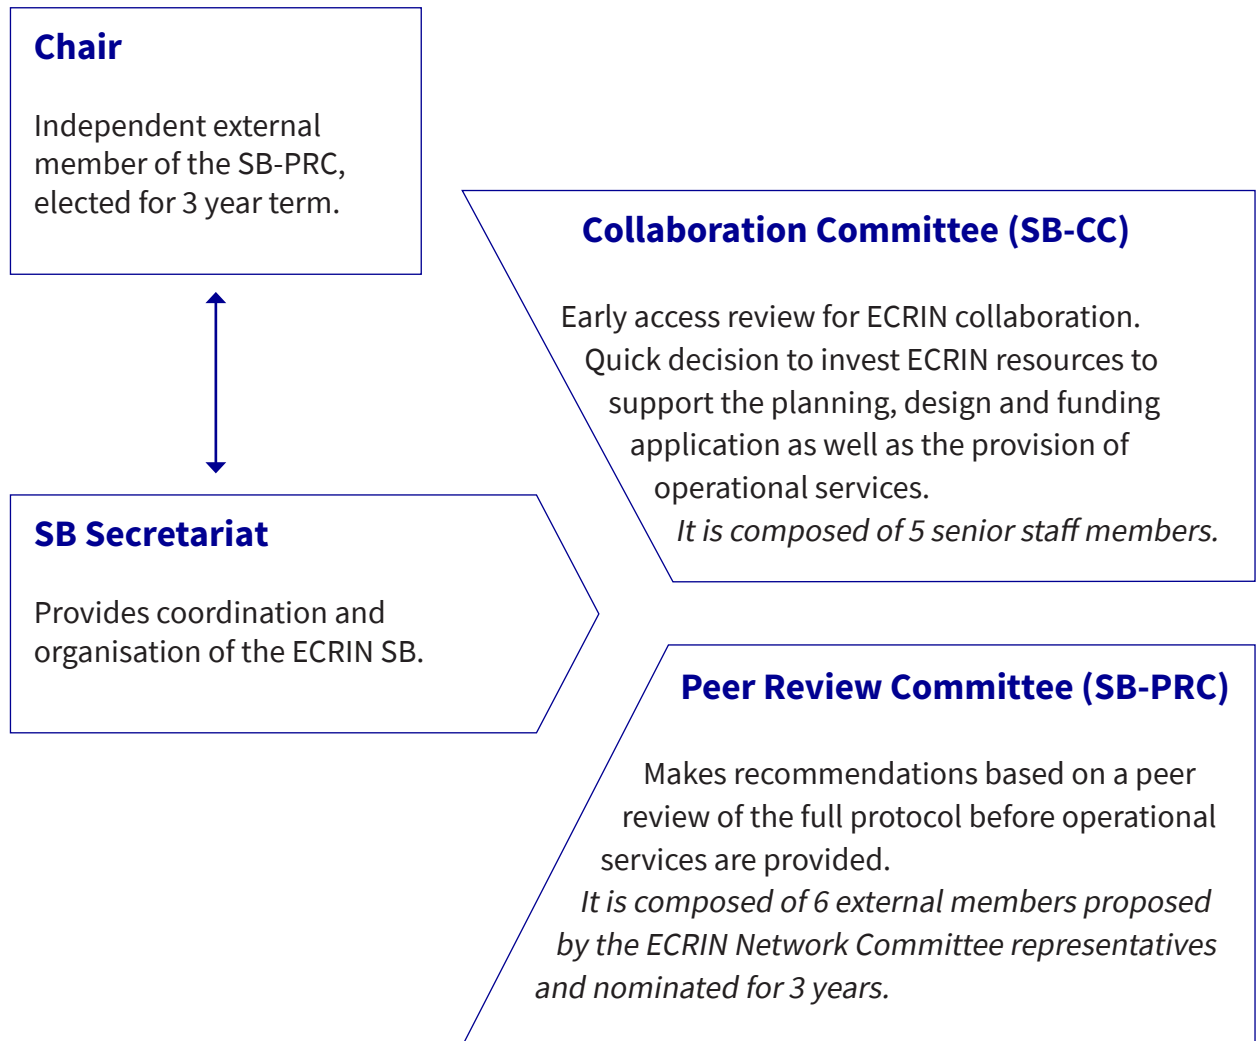 Chair
Independent external
member of the SB-PRC,
elected for 3 year term.
SB Secretariat
Provides coordination and
organisation of the ECRIN SB.
Collaboration Committee (SB-CC)
Early access review for ECRIN collaboration.
Quick decision to invest ECRIN resources to
support the planning, design and funding
application as well as the provision of
operational services.
It is composed of 5 senior staff members.
Peer Review Committee (SB-PRC)
Makes recommendations based on a peer
review of the full protocol before operational
services are provided.
It is composed of 6 external members proposed
by the ECRIN Network Committee representatives
and nominated for 3 years.